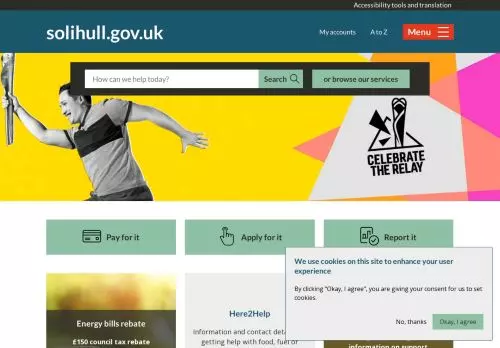 Accessibility tools and translation
solihull.gov.uk
My accounts
A to Z
Menu
How can we help today?
Search
or browse our services
CELEBRATE
THE RELAY
Pay for it
Apply for it
Report it
We use cookies on this site to enhance your user
experience
By clicking "Okay, I agree", you are giving your consent for us to set
cookies.
No, thanks
Okay, I agree
Energy bills rebate
£150 council tax rebate
Here2Help
Information and contact
getting help with food, fuel or
information on support